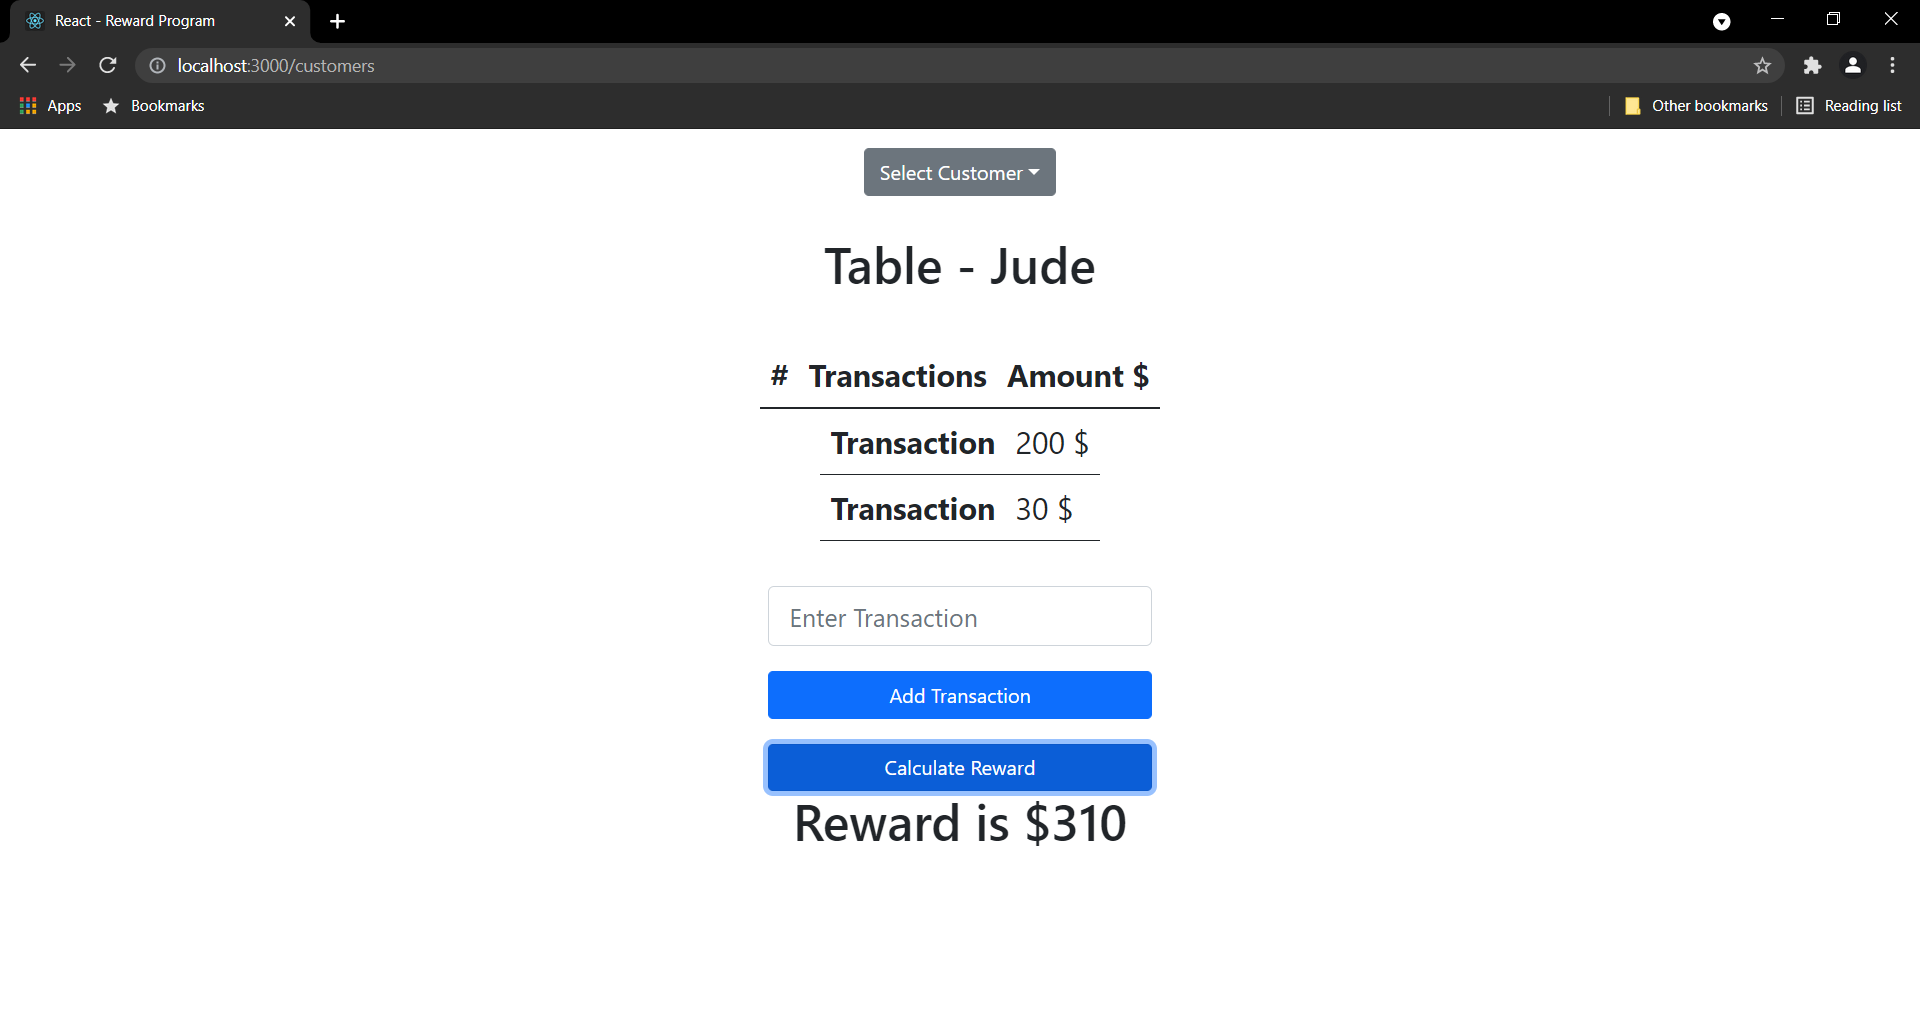 React - Reward Program
localhost:3000/customers
Apps Bookmarks Other bookmarks Reading list
Select Customer
Table - Jude
# Transactions Amount $
Transaction 200 $
Transaction 30 $
Enter Transaction
Add Transaction
Calculate Reward
Reward is $310